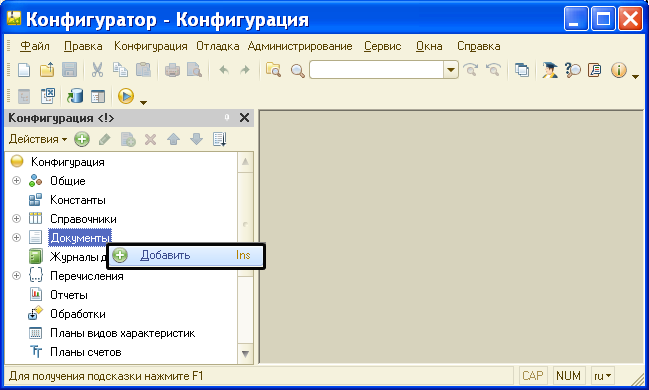 Конфигуратор - Конфигурация
Файл Правка Конфигурация Отладка Администрирование Сервис Окна Справка
Конфигурация <!>
Действия
Конфигурация
Общие
Константы
Справочники
Документы
Добавить Ins
Журналы д
Перечисления
Отчеты
Обработки
Планы видов характеристик
Планы счетов
Для получения подсказки нажмите F1 CAP NUM ru